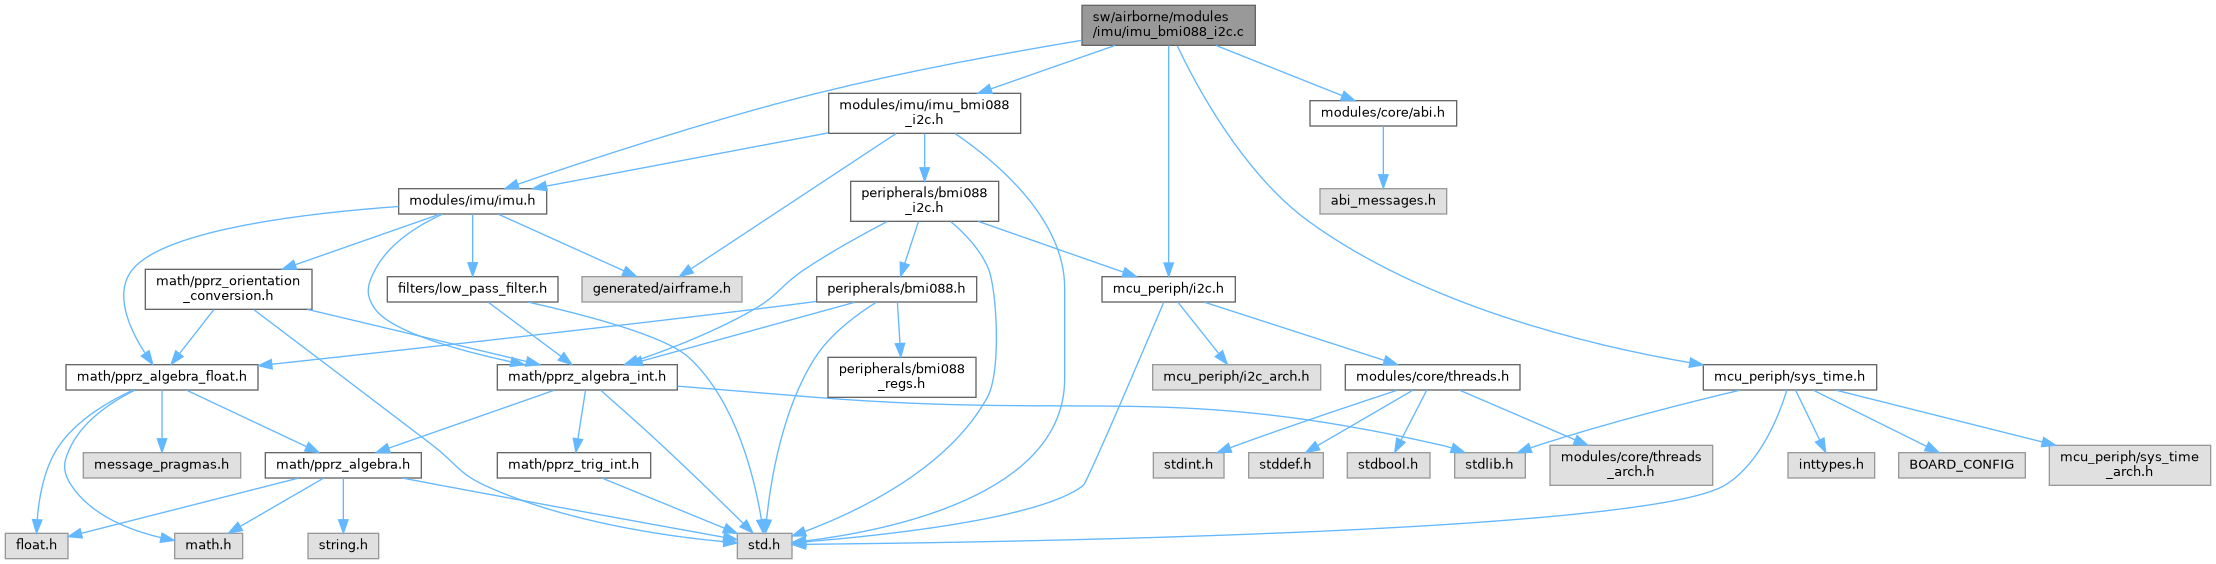 sw/airborne/modules
/imu/imu_bmi088_i2c.c
modules/imu/imu_bmi088
_i2c.h
modules/core/abi.h
modules/imu/imu.h
peripherals/bmi088
_i2c.h
abi_messages.h
math/pprz_orientation
_conversion.h
filters/low_pass_filter.h
generated/airframe.h
peripherals/bmi088.h
mcu_periph/i2c.h
math/pprz_algebra_float.h
math/pprz_algebra_int.h
peripherals/bmi088
_regs.h
mcu_periph/i2c_arch.h
modules/core/threads.h
mcu_periph/sys_time.h
message_pragmas.h
math/pprz_algebra.h
math/pprz_trig_int.h
stdint.h
stddef.h
stdbool.h
stdlib.h
modules/core/threads
_arch.h
inttypes.h
BOARD_CONFIG
mcu_periph/sys_time
_arch.h
float.h
math.h
string.h
std.h